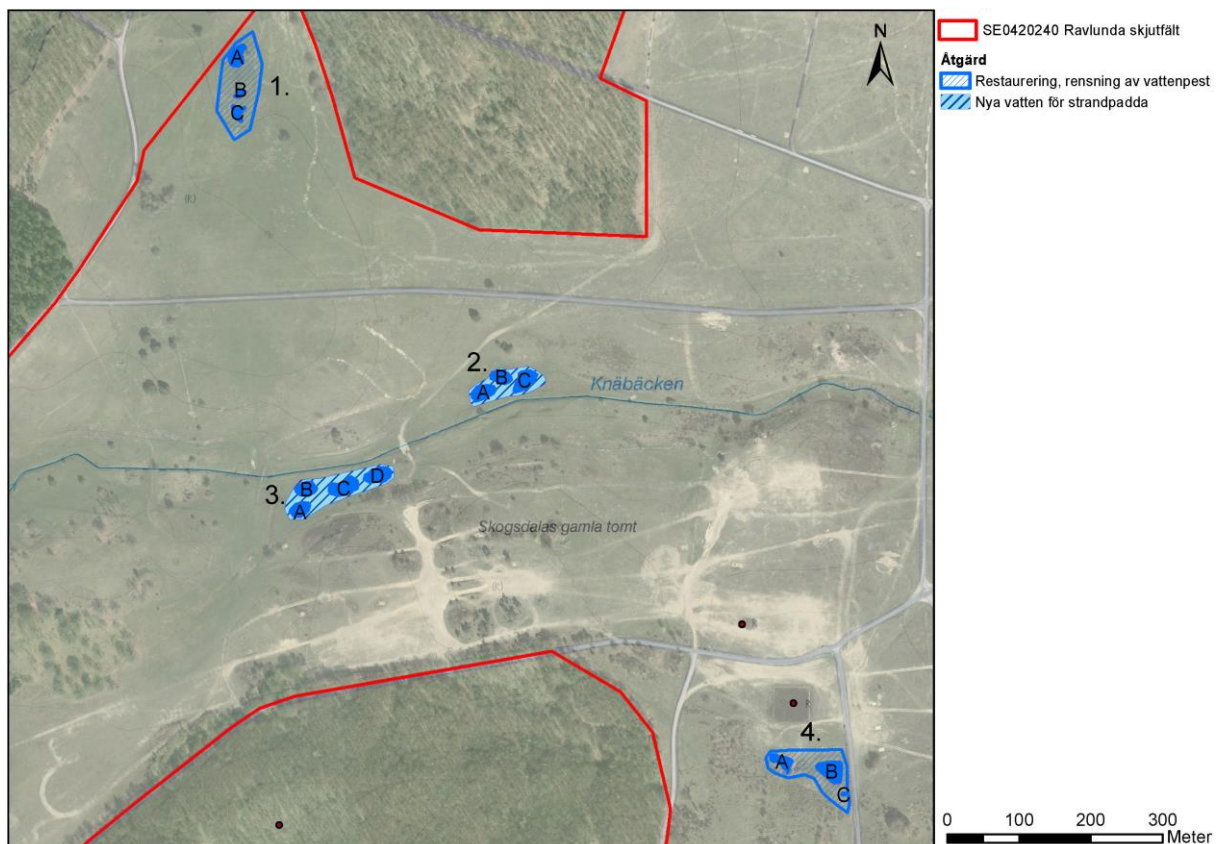 N
A
1.
B
C
2.
A B C
Knäbäcken
3.
A B C D
Skogsdalas gamla tomt
4.
A B C
SE0420240 Ravlunda skjutfält
Åtgärd
Restaurering, rensning av vattenpest
Nya vatten för strandpadda
0 100 200 300
Meter